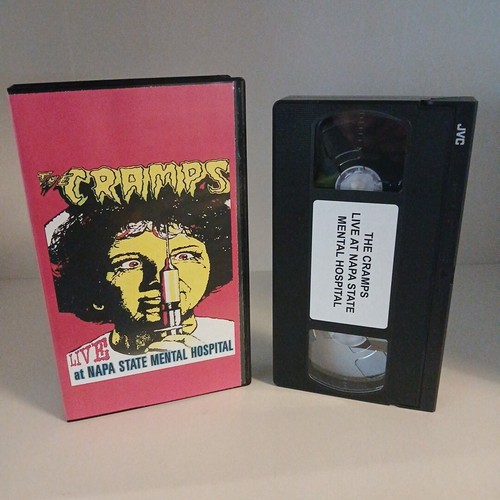 THE
CRAMPS
LIVE
at NAPA STATE MENTAL HOSPITAL
JVC
THE CRAMPS
LIVE AT NAPA STATE
MENTAL HOSPITAL